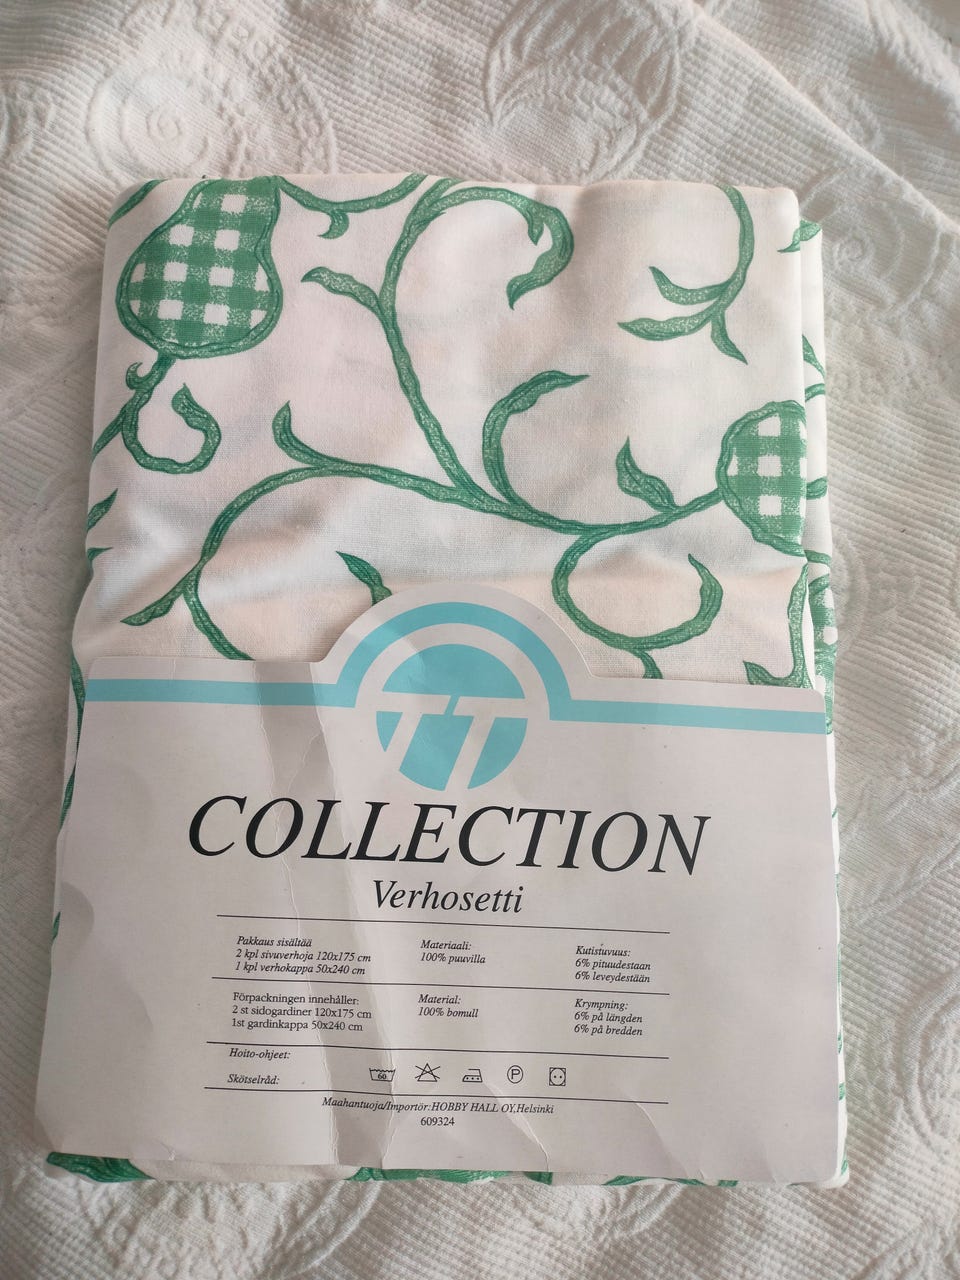 TT
COLLECTION
Verhosetti
Pakkaus sisältää
2 kpl sivuverhoja 120x175 cm
1 kpl verhokappa 50x240 cm
Materiaali:
100% puuvilla
Kutistuvuus:
6% pituudestaan
6% leveydestään
Förpackningen innehåller:
2 st sidogardiner 120x175 cm
1st gardinkappa 50x240 cm
Material:
100% bomull
Krympning:
6% på längden
6% på bredden
Hoito-ohjeet:
Skötselråd:
60
P
Maahantuoja/Importör:HOBBY HALL OY,Helsinki
609324